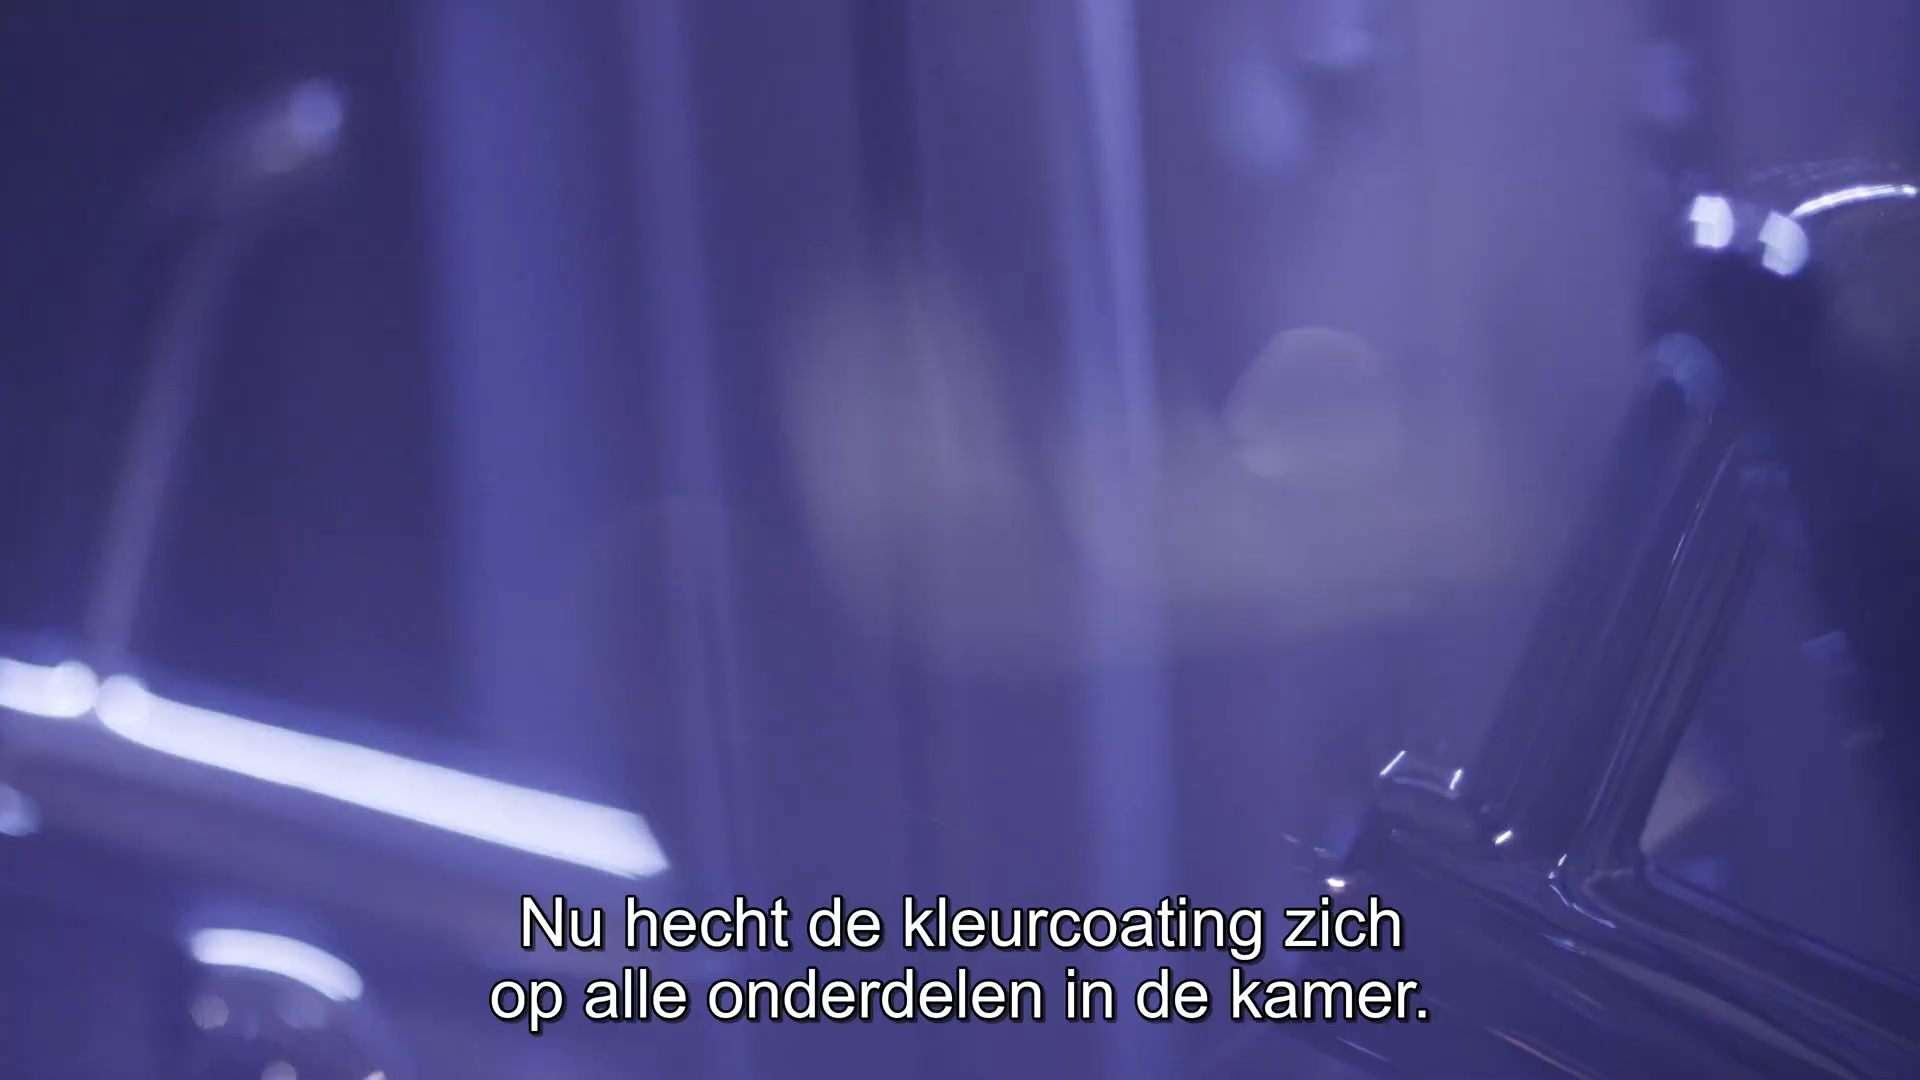 Nu hecht de kleurcoating zich
op alle onderdelen in de kamer.